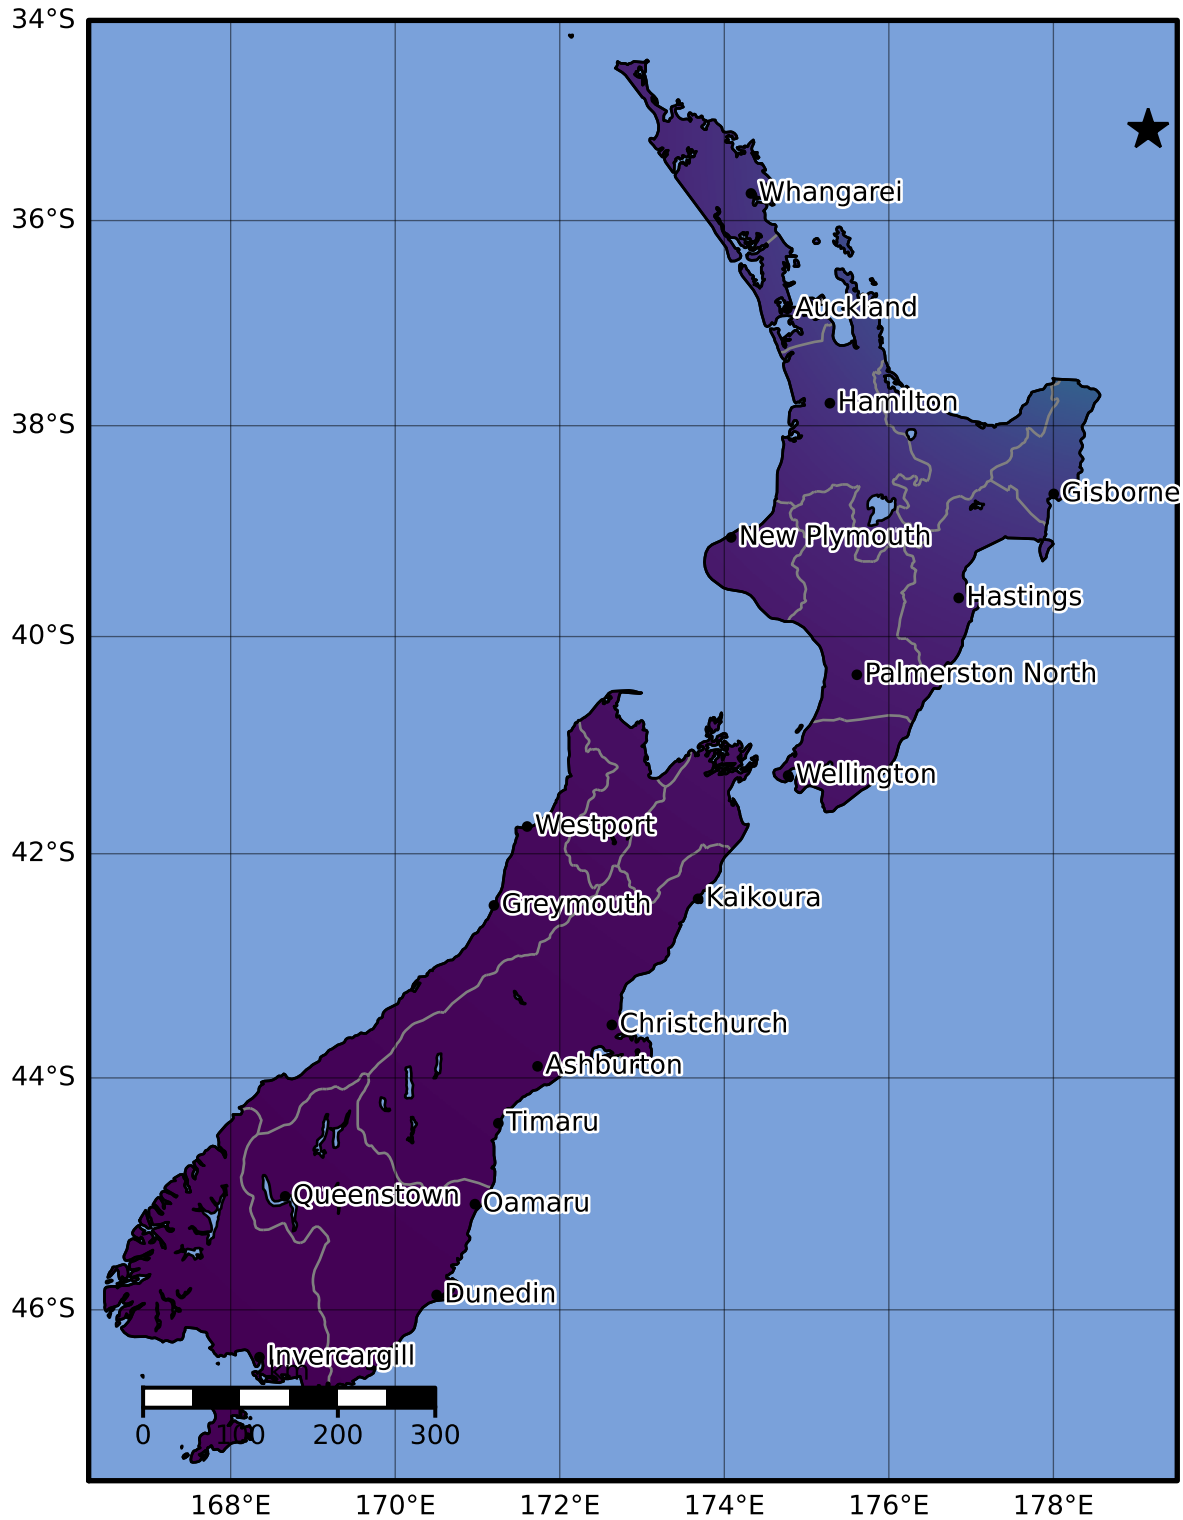 34°S
Whangarei
36°S
Auckland
Hamilton
38°S
Gisborne
New Plymouth
Hastings
40°S
Palmerston North
Wellington
Westport
42°S
Kaikoura
Greymouth
Christchurch
Ashburton
44°S
Timaru
Queenstown
Oamaru
Dunedin
46°S
Invercargill
0 100 200 300
168°E 170°E 172°E 174°E 176°E 178°E